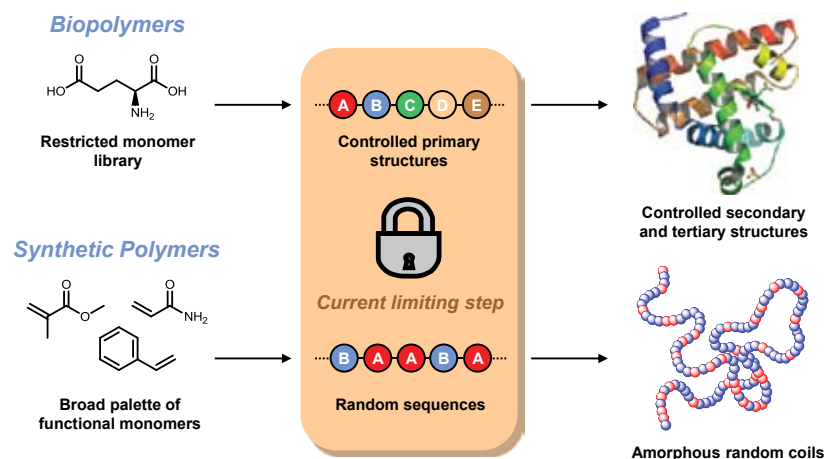 Biopolymers
O
O
HO
OH
NH2
Restricted monomer
library
A B C D E
Controlled primary
structures
Controlled secondary
and tertiary structures
Synthetic Polymers
O
O
O
NH2
Broad palette of
functional monomers
Current limiting step
B A A B A
Random sequences
Amorphous random coils